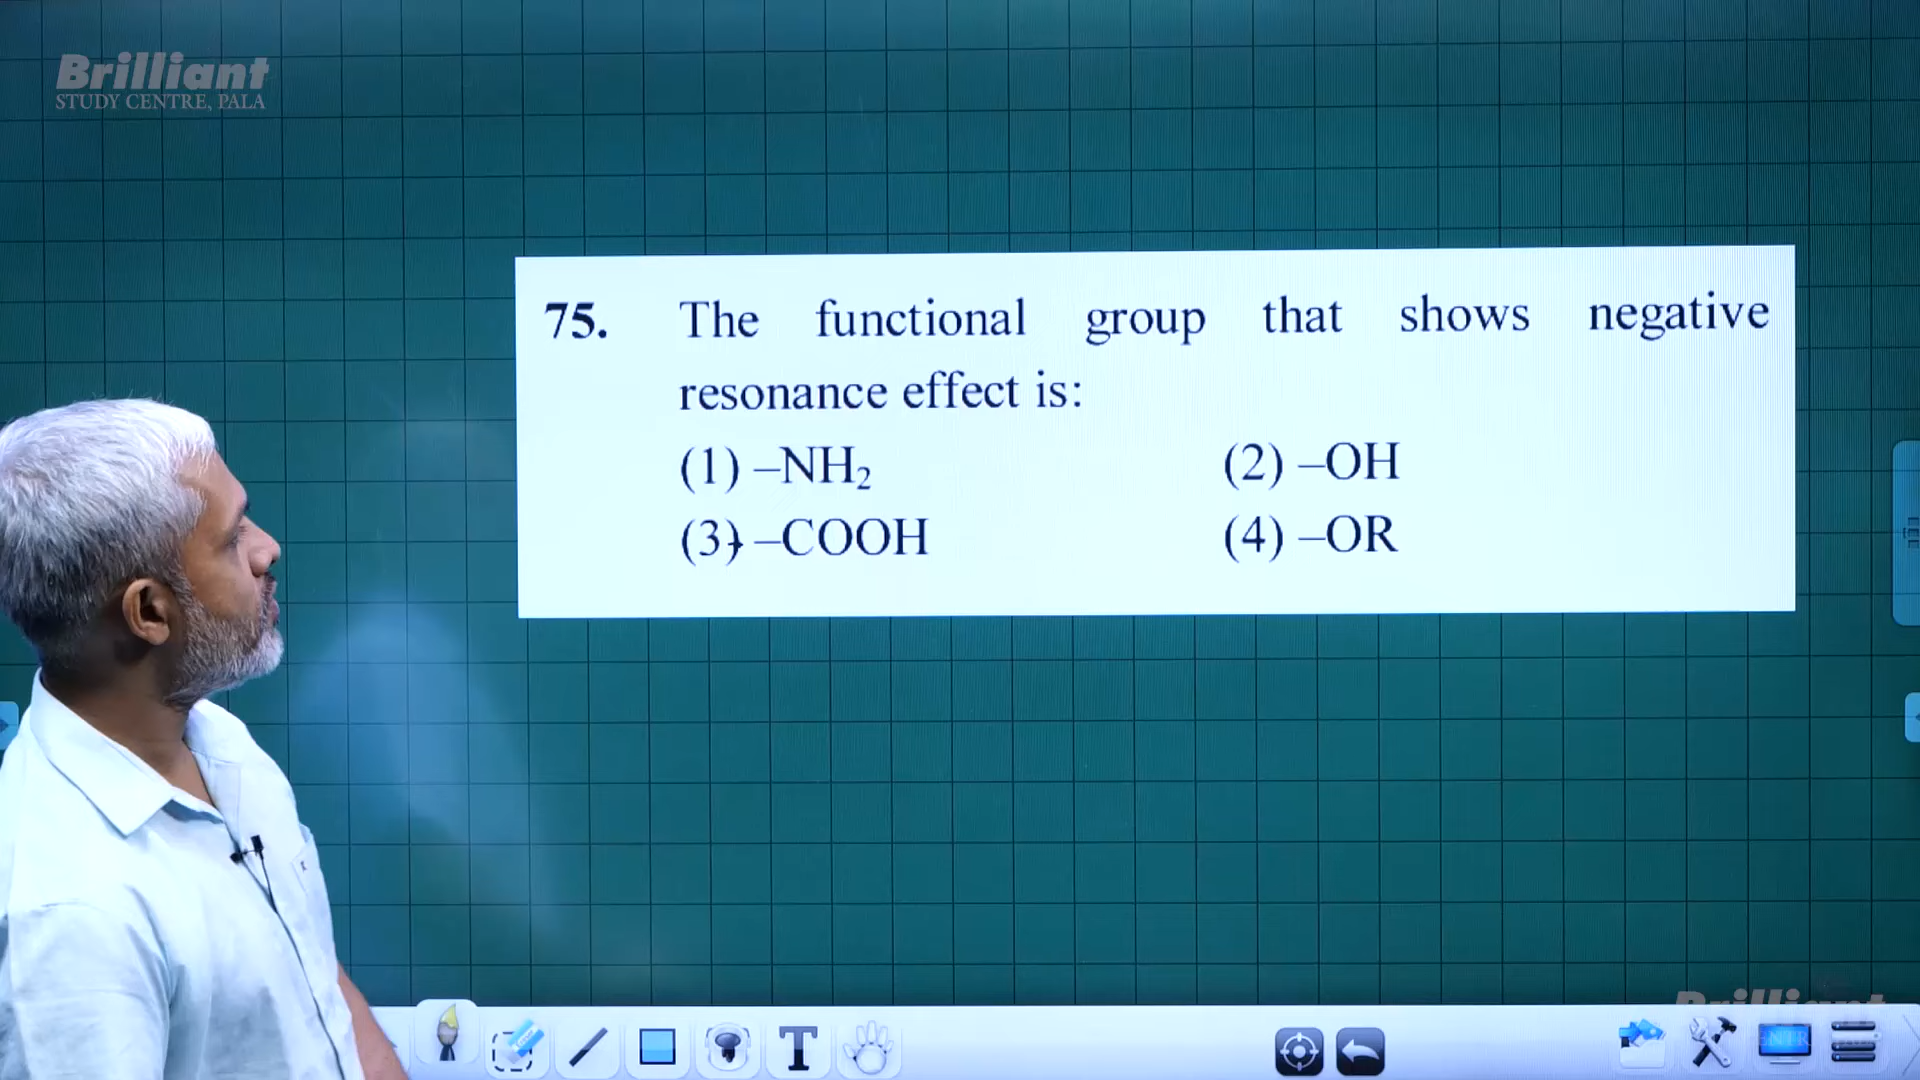 Brilliant
STUDY CENTRE, PALA
75. The functional group that shows negative
resonance effect is:
(1) –NH₂ (2) –OH
(3) –COOH (4) –OR
Brilliant
T